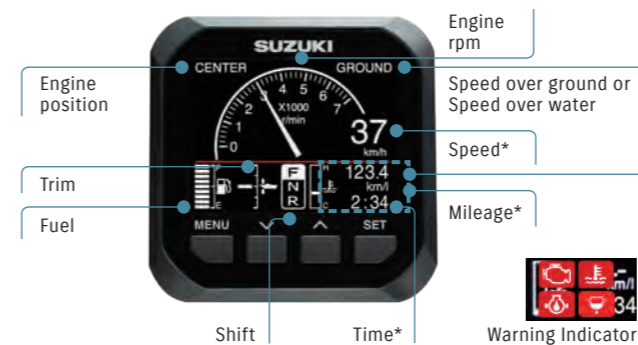 Engine
rpm
SUZUKI
CENTER
GROUND
Engine
position
Speed over ground or
Speed over water
0
1
2
3
4
5
6
7
X1000
r/min
37
km/h
Speed*
Trim
F
E
F
N
R
H
C
123.4
km/l
2:34
Mileage*
Fuel
MENU
SET
km/l
34
Shift
Time*
Warning Indicator